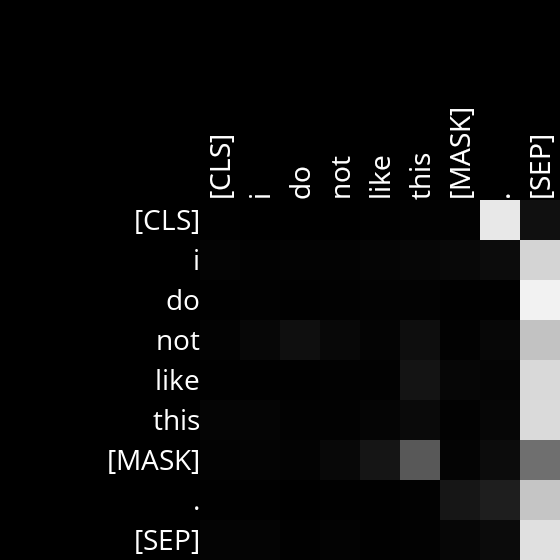 [CLS] i do not like this [MASK] . [SEP]
[CLS]
i
do
not
like
this
[MASK]
.
[SEP]